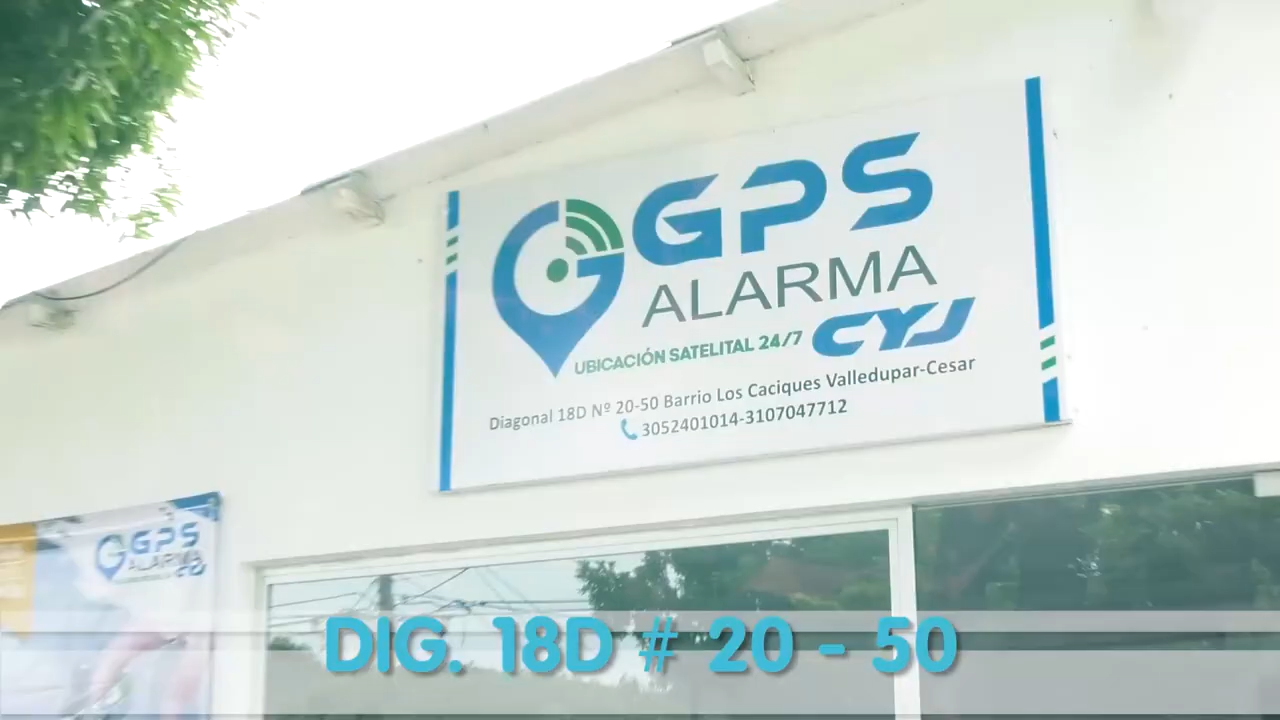 GPS
ALARMA
UBICACIÓN SATELITAL 24/7 CYJ
Diagonal 18D Nº 20-50 Barrio Los Caciques Valledupar-Cesar
3052401014-3107047712
GPS
ALARMA
CYJ
DIG. 18D # 20 - 50